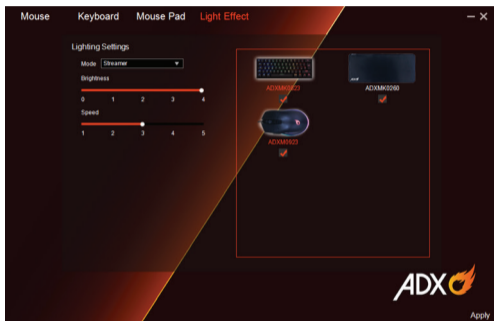 Mouse Keyboard Mouse Pad Light Effect
Lighting Settings
Mode Streamer
Brightness
0 1 2 3 4
Speed
1 2 3 4 5
ADXMK0260
ADXM0923
ADX
Apply